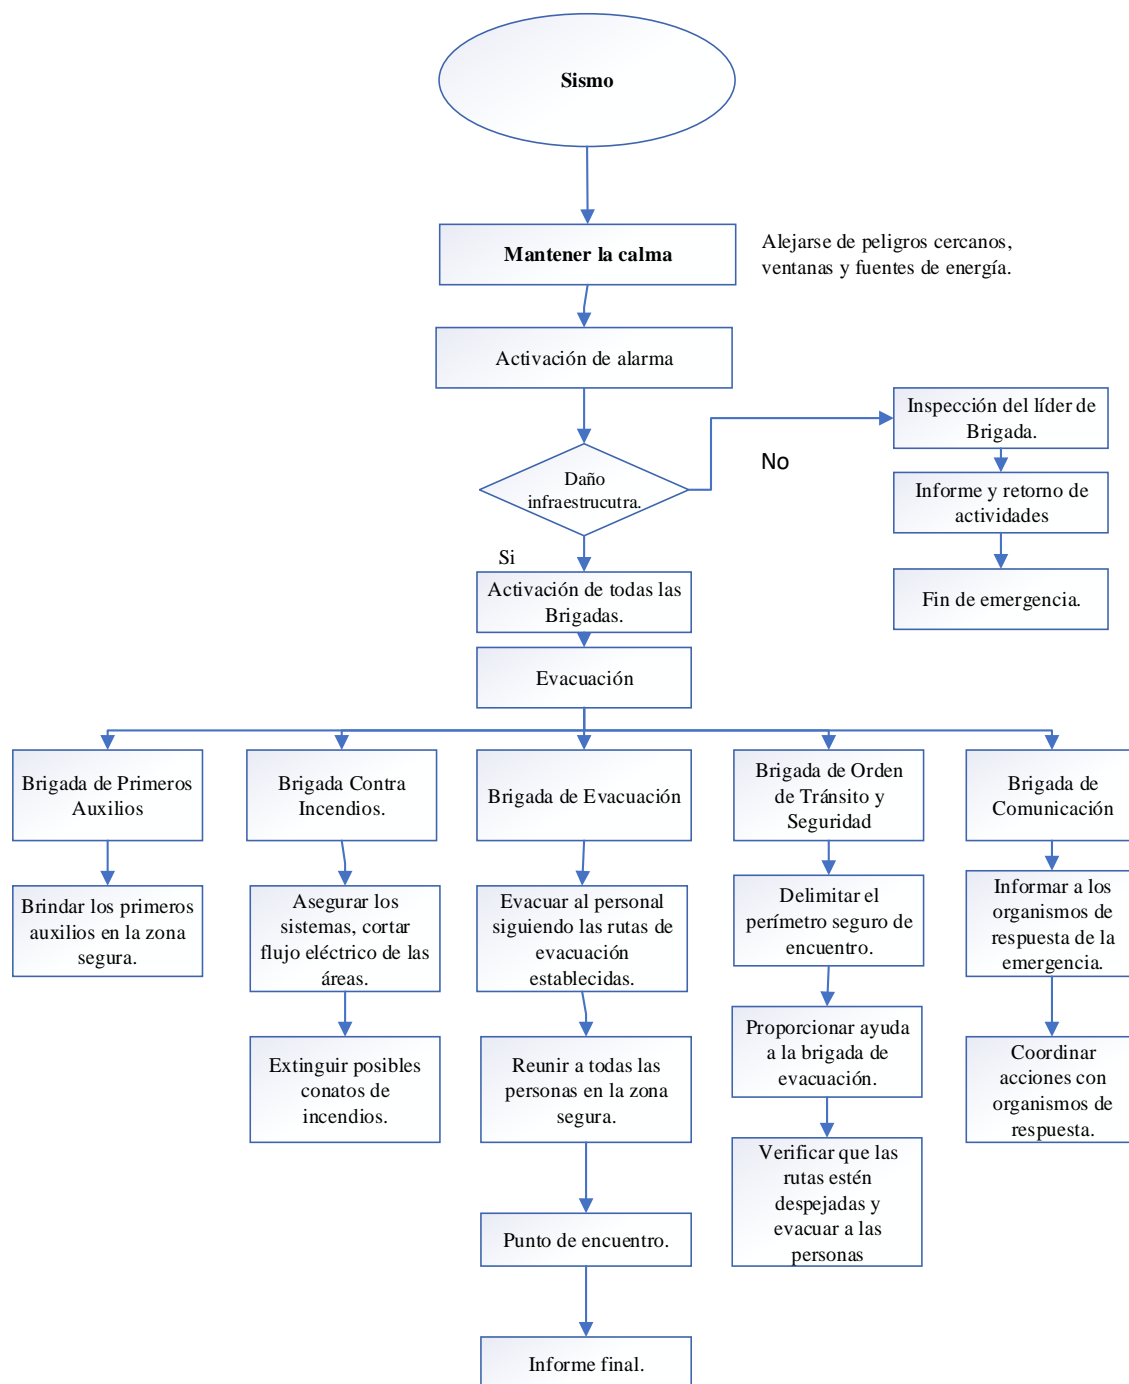 Sismo
Mantener la calma
Alejarse de peligros cercanos,
ventanas y fuentes de energía.
Activación de alarma
Inspección del líder de
Brigada.
No
Daño
infraestrucutra.
Informe y retorno de
actividades
Si
Fin de emergencia.
Activación de todas las
Brigadas.
Evacuación
Brigada de Primeros
Auxilios
Brigada Contra
Incendios.
Brigada de Evacuación
Brigada de Orden
de Tránsito y
Seguridad
Brigada de
Comunicación
Brindar los primeros
auxilios en la zona
segura.
Asegurar los
sistemas, cortar
flujo eléctrico de las
áreas.
Evacuar al personal
siguiendo las rutas de
evacuación
establecidas.
Delimitar el
perímetro seguro de
encuentro.
Informar a los
organismos de
respuesta de la
emergencia.
Extinguir posibles
conatos de
incendios.
Reunir a todas las
personas en la zona
segura.
Proporcionar ayuda
a la brigada de
evacuación.
Coordinar
acciones con
organismos de
respuesta.
Verificar que las
rutas estén
despejadas y
evacuar a las
personas
Punto de encuentro.
Informe final.